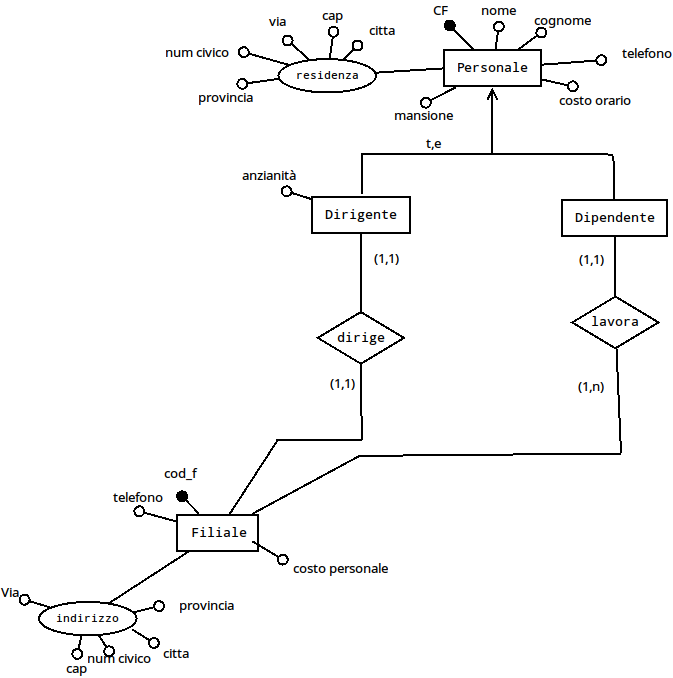 CF
nome
cognome
via
cap
citta
num civico
residenza
Personale
telefono
provincia
costo orario
mansione
t,e
anzianità
Dirigente
Dipendente
(1,1)
(1,1)
dirige
lavora
(1,1)
(1,n)
cod_f
telefono
Filiale
costo personale
Via
provincia
indirizzo
citta
num civico
cap